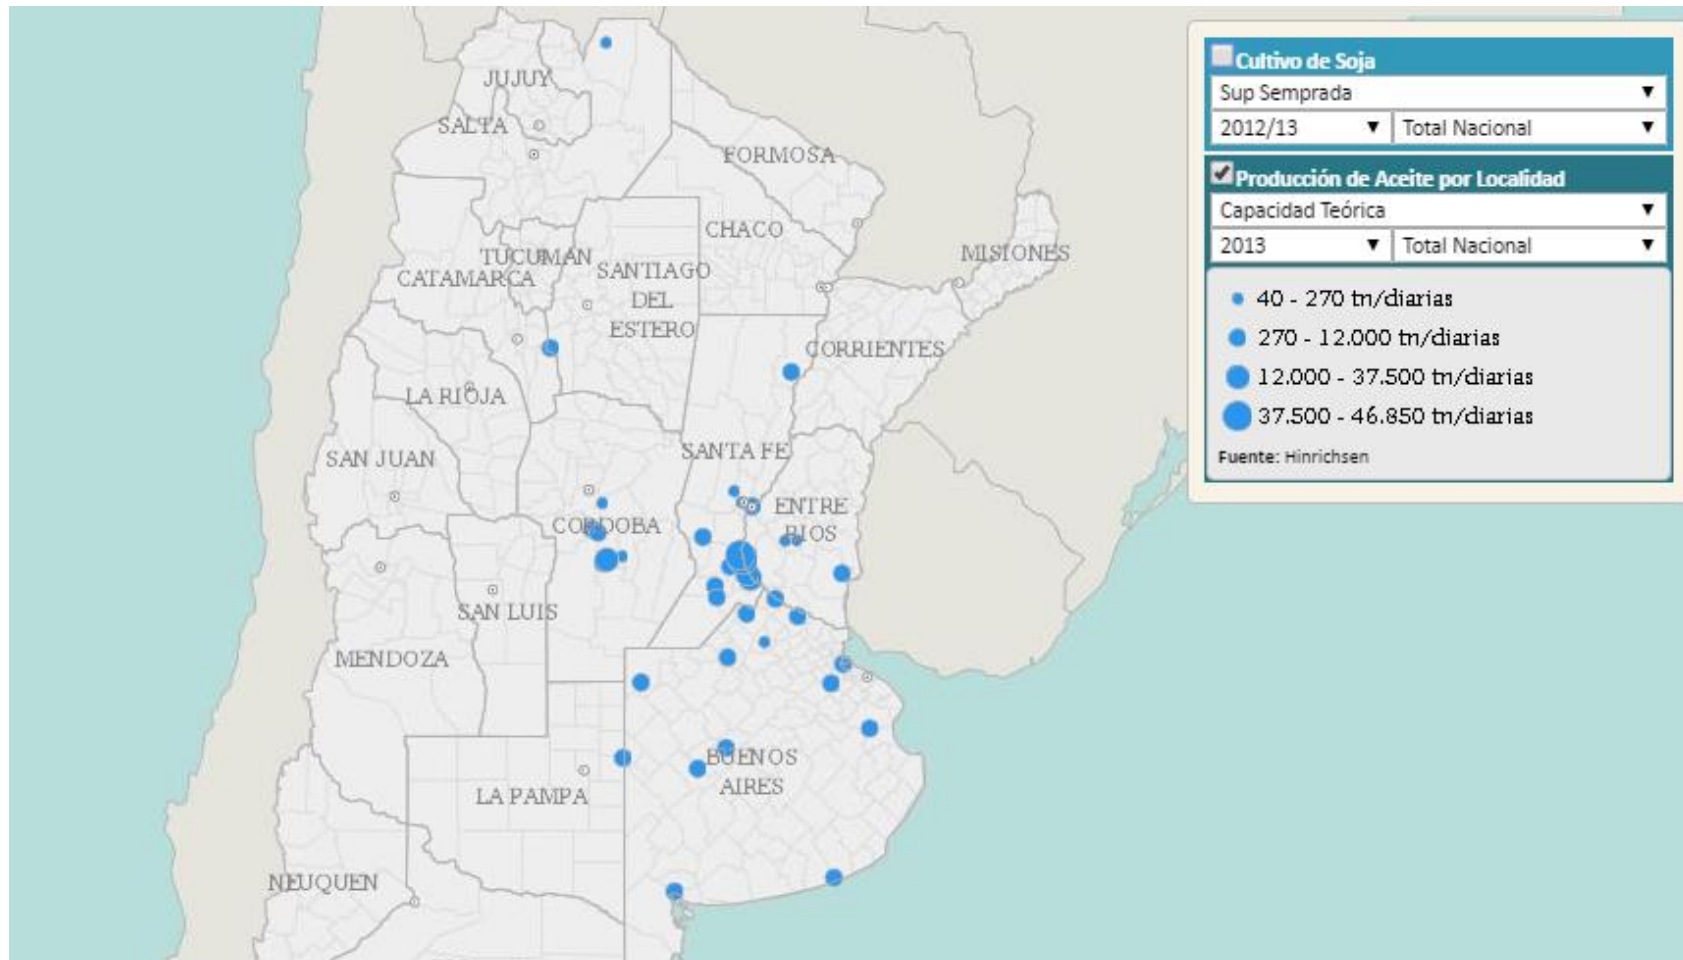 JUJUY
SALTA
FORMOSA
CHACO
MISIONES
TUCUMÁN
CATAMARCA
SANTIAGO
DEL
ESTERO
CORRIENTES
LA RIOJA
SANTA FE
SAN JUAN
ENTRE
RIOS
CORDOBA
SAN LUIS
MENDOZA
BUENOS
AIRES
LA PAMPA
NEUQUEN
Cultivo de Soja
Sup Semprada
2012/13 Total Nacional
Producción de Aceite por Localidad
Capacidad Teórica
2013 Total Nacional
40 - 270 tn/diarias
270 - 12.000 tn/diarias
12.000 - 37.500 tn/diarias
37.500 - 46.850 tn/diarias
Fuente: Hinrichsen